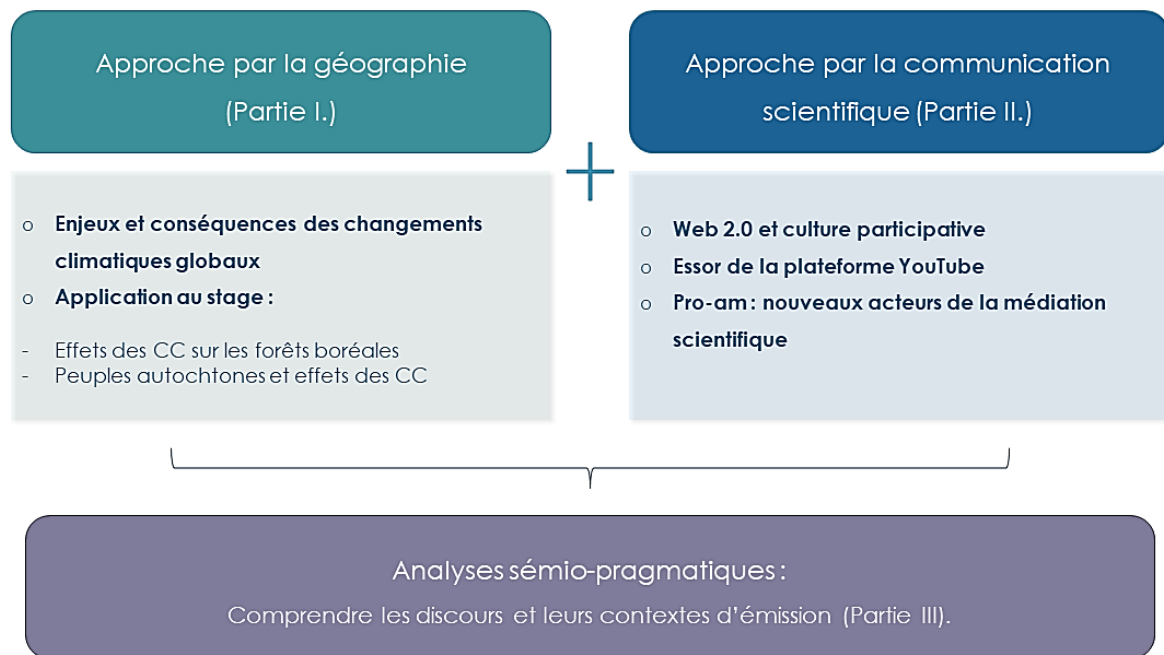 Approche par la géographie
(Partie I.)
Approche par la communication
scientifique (Partie II.)
+
o Enjeux et conséquences des changements
climatiques globaux
o Application au stage :
- Effets des CC sur les forêts boréales
- Peuples autochtones et effets des CC
o Web 2.0 et culture participative
o Essor de la plateforme YouTube
o Pro-am : nouveaux acteurs de la médiation
scientifique
Analyses sémio-pragmatiques :
Comprendre les discours et leurs contextes d’émission (Partie III).